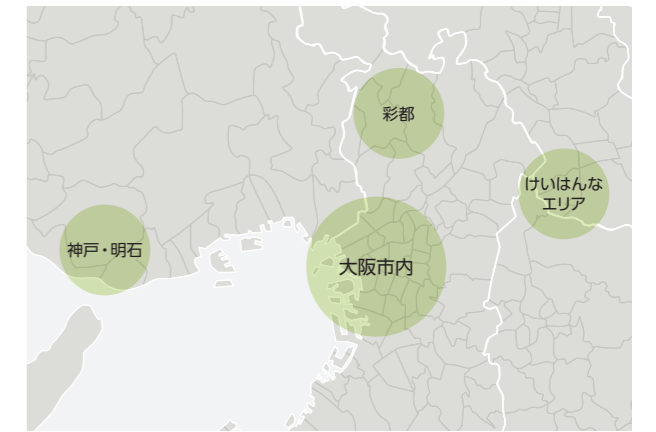 彩都
けいはんな
エリア
神戸・明石
大阪市内